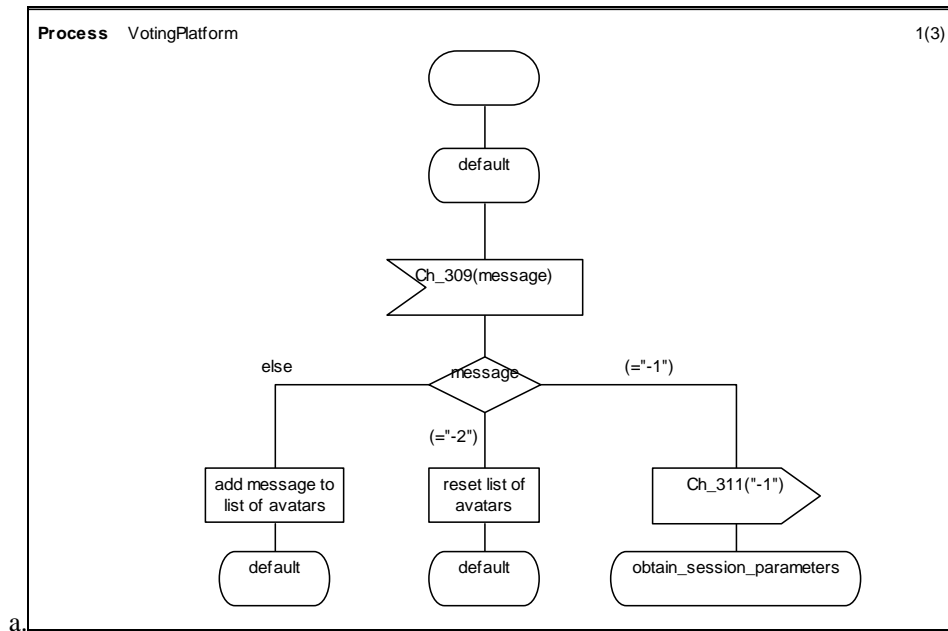 Process VotingPlatform 1(3)
default
Ch_309(message)
else
message
(="-1")
(="-2")
add message to
list of avatars
reset list of
avatars
Ch_311("-1")
default
default
obtain_session_parameters
a.